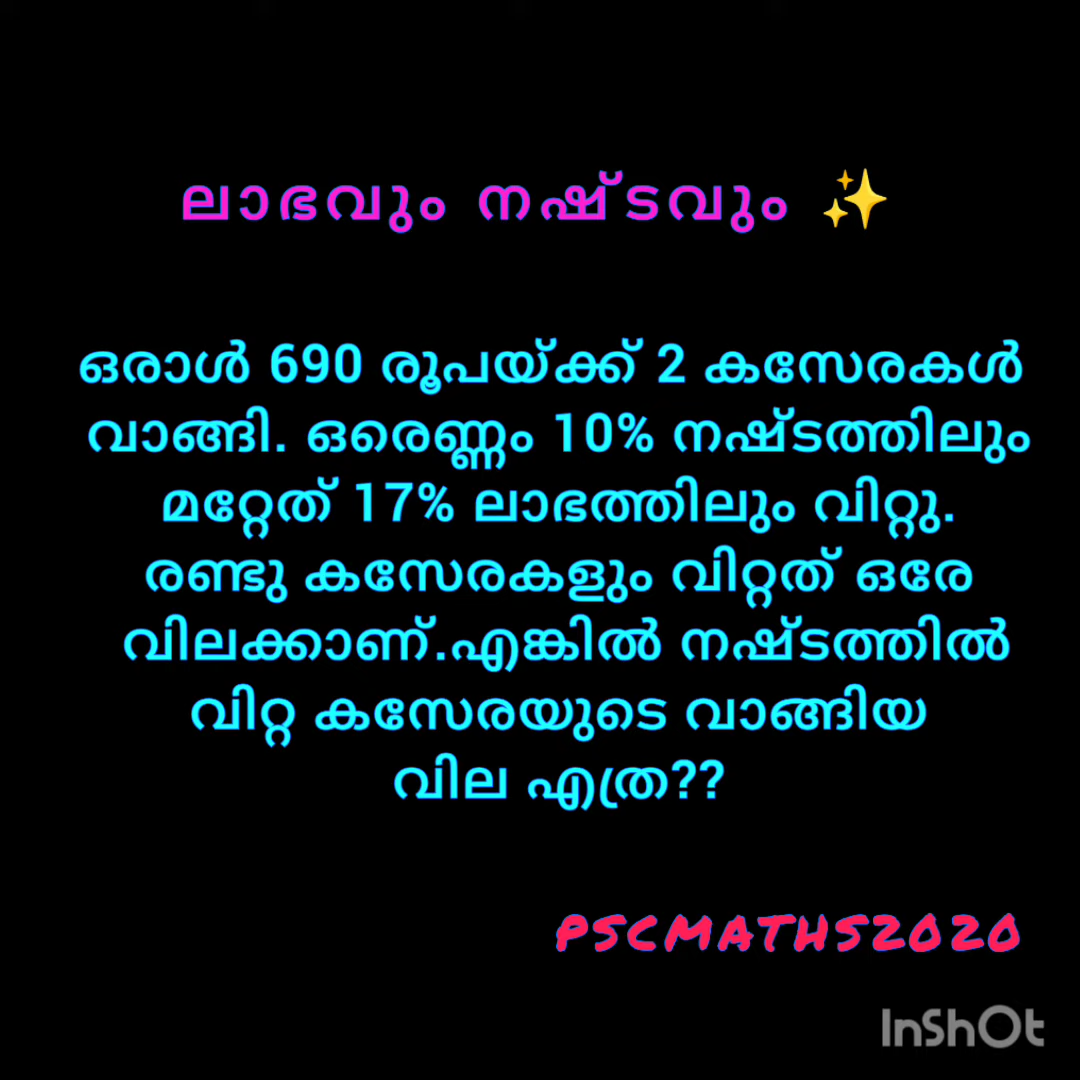 ലാഭവും നഷ്ടവും ✨
ഒരാൾ 690 രൂപയ്ക്ക് 2 കസേരകൾ
വാങ്ങി. ഒരെണ്ണം 10% നഷ്ടത്തിലും
മറ്റേത് 17% ലാഭത്തിലും വിറ്റു.
രണ്ടു കസേരകളും വിറ്റത് ഒരേ
വിലക്കാണ്.എങ്കിൽ നഷ്ടത്തിൽ
വിറ്റ കസേരയുടെ വാങ്ങിയ
വില എത്ര??
PSCMATHS2020
InShOt